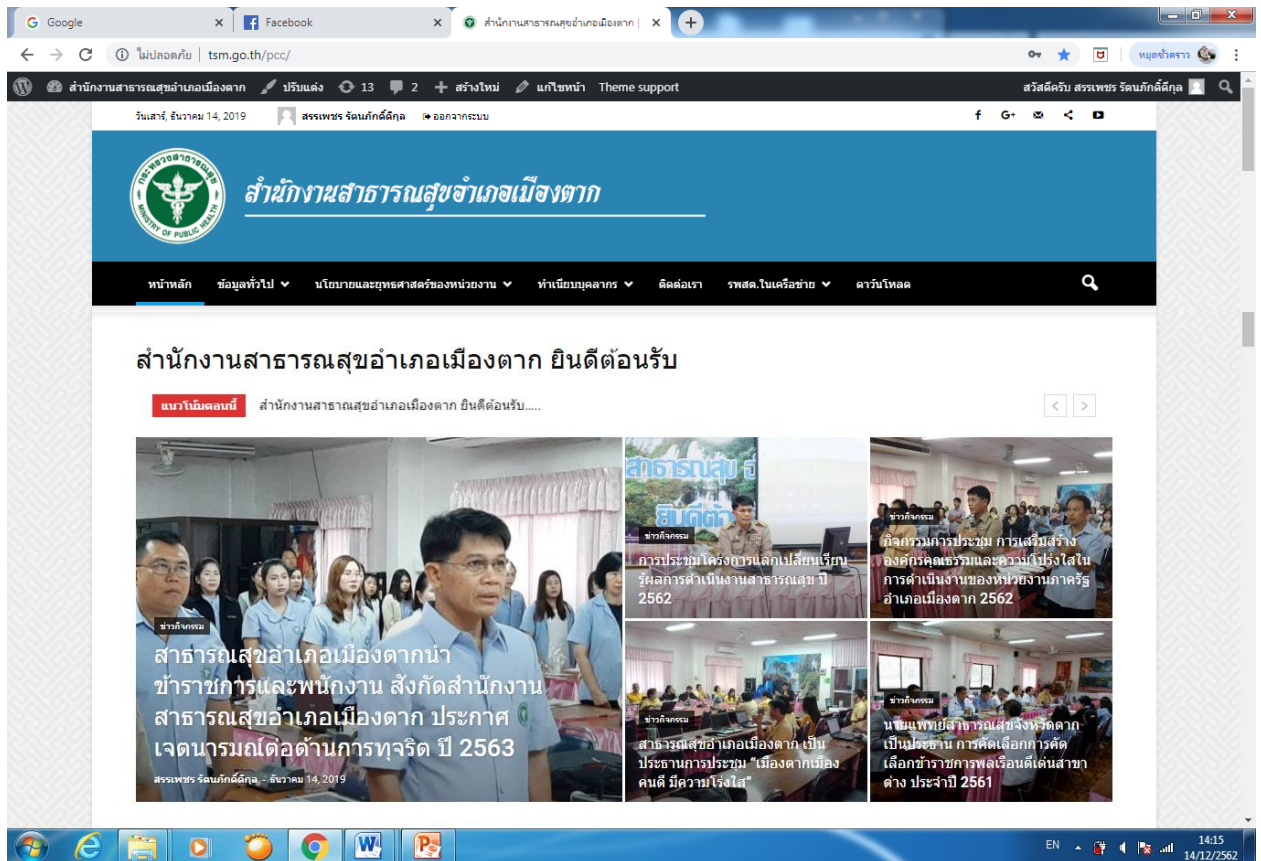 Google
Facebook
สำนักงานสาธารณสุขอำเภอเมืองตาก |
ไม่ปลอดภัย | tsm.go.th/pcc/
หยุดชั่วคราว
สำนักงานสาธารณสุขอำเภอเมืองตาก ปรับแต่ง 13 2 + สร้างใหม่ แก้ไขหน้า Theme support
สวัสดีครับ สรรเพชร รัตนภักดิ์ดีกุล
วันเสาร์, ธันวาคม 14, 2019 สรรเพชร รัตนภักดิ์ดีกุล ออกจากระบบ
กระทรวงสาธารณสุข
MINISTRY OF PUBLIC HEALTH
สำนักงานสาธารณสุขอำเภอเมืองตาก
หน้าหลัก ข้อมูลทั่วไป นโยบายและยุทธศาสตร์ของหน่วยงาน ทำเนียบบุคลากร ติดต่อเรา รพสต.ในเครือข่าย ดาวน์โหลด
สำนักงานสาธารณสุขอำเภอเมืองตาก ยินดีต้อนรับ
แนวโน้มตอนนี้ สำนักงานสาธาณสุขอำเภอเมืองตาก ยินดีต้อนรับ.....
ข่าวกิจกรรม
สาธารณสุขอำเภอเมืองตากนำ
ข้าราชการและพนักงาน สังกัดสำนักงาน
สาธารณสุขอำเภอเมืองตาก ประกาศ
เจตนารมณ์ต่อต้านการทุจริต ปี 2563
สรรเพชร รัตนภักดิ์ดีกุล - ธันวาคม 14, 2019
สาธารณสุข อ
ยินดีต้อ
ข่าวกิจกรรม
การประชุมโครงการแลกเปลี่ยนเรียน
รู้ผลการดำเนินงานสาธารณสุข ปี
2562
ข่าวกิจกรรม
กิจกรรมการประชุม การเสริมสร้าง
องค์กรคุณธรรมและความโปร่งใสใน
การดำเนินงานของหน่วยงานภาครัฐ
อำเภอเมืองตาก 2562
ข่าวกิจกรรม
สาธารณสุขอำเภอเมืองตาก เป็น
ประธานการประชุม “เมืองตากเมือง
คนดี มีความโร่งใส”
ข่าวกิจกรรม
นายแพทย์สาธารณสุขจังหวัดตาก
เป็นประธาน การคัดเลือกการคัด
เลือกข้าราชการพลเรือนดีเด่นสาขา
ต่าง ประจำปี 2561
EN
14:15
14/12/2562